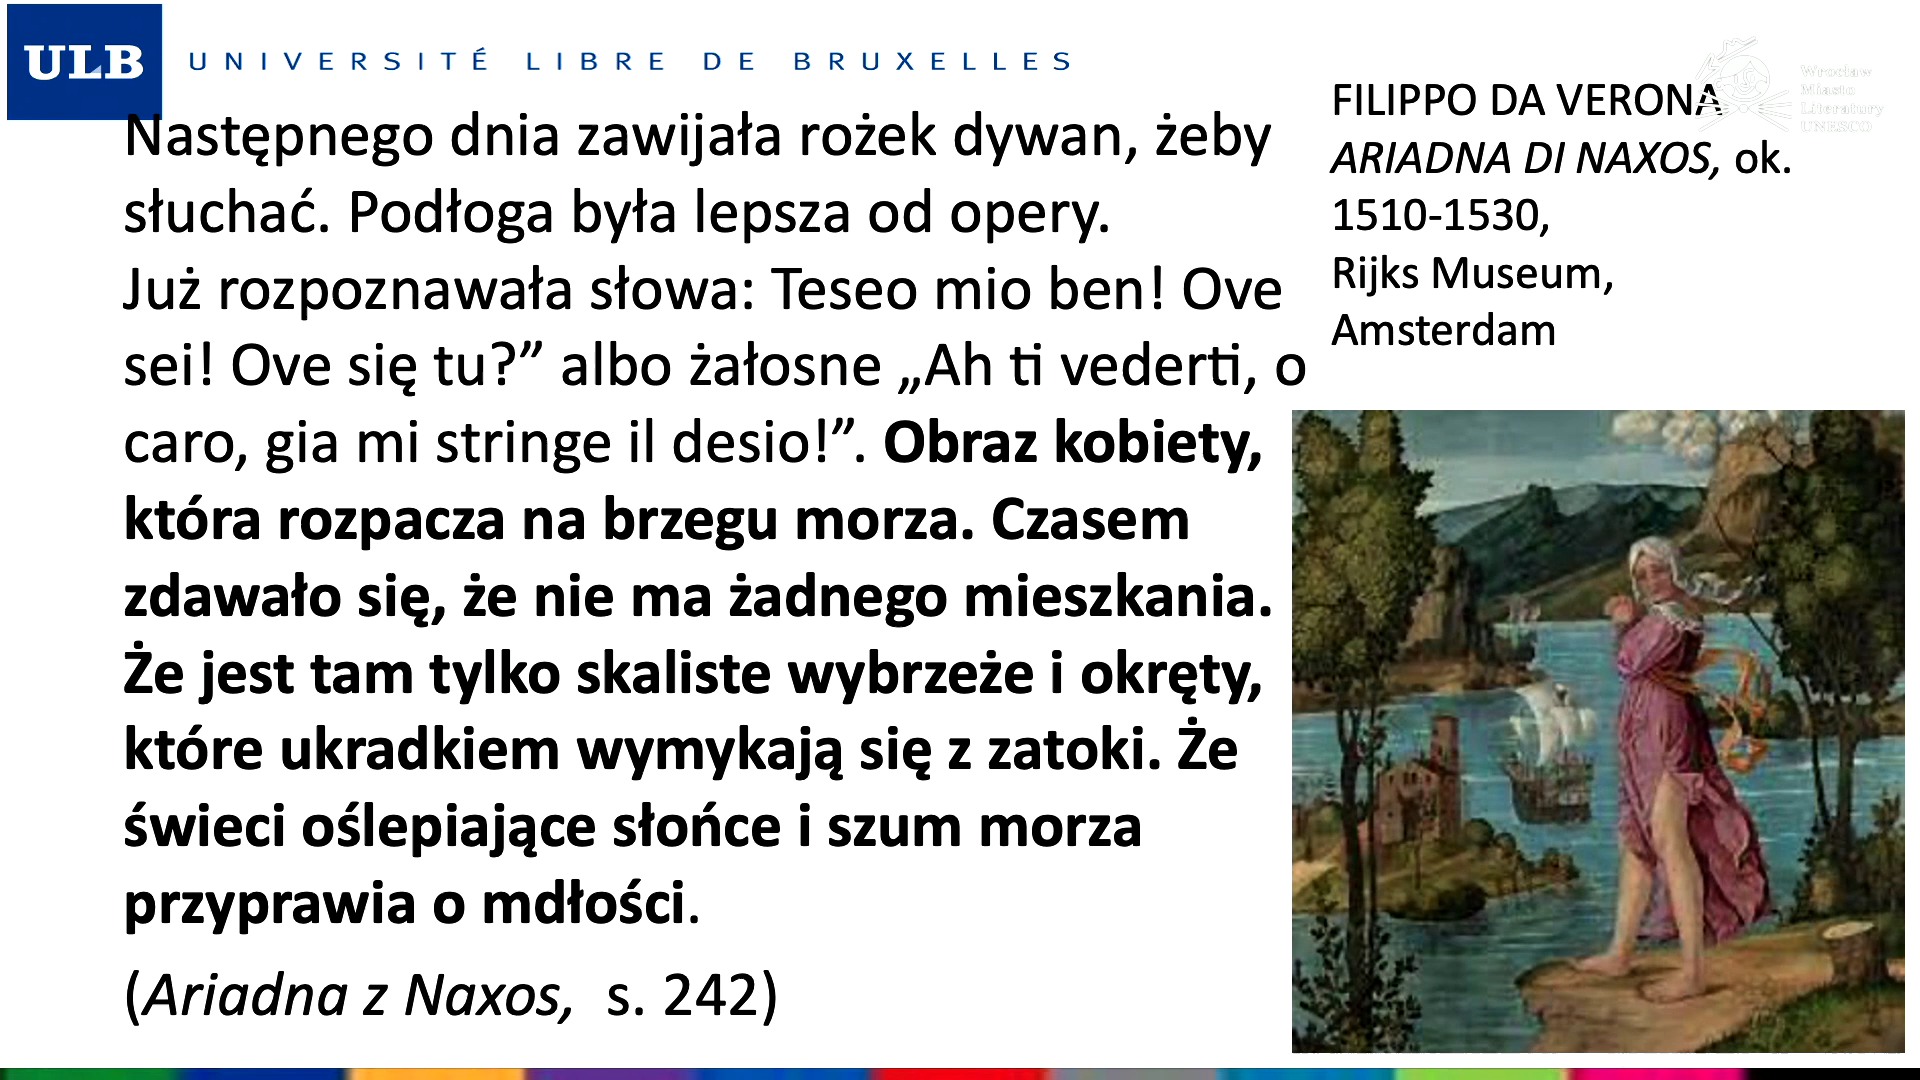 ULB UNIVERSITÉ LIBRE DE BRUXELLES
Następnego dnia zawijała rożek dywan, żeby
słuchać. Podłoga była lepsza od opery.
Już rozpoznawała słowa: Teseo mio ben! Ove
sei! Ove się tu?” albo żałosne „Ah ti vederti, o
caro, gia mi stringe il desio!”. Obraz kobiety,
która rozpacza na brzegu morza. Czasem
zdawało się, że nie ma żadnego mieszkania.
Że jest tam tylko skaliste wybrzeże i okręty,
które ukradkiem wymykają się z zatoki. Że
świeci oślepiające słońce i szum morza
przyprawia o mdłości.
(Ariadna z Naxos, s. 242)
FILIPPO DA VERONA
ARIADNA DI NAXOS, ok.
1510-1530,
Rijks Museum,
Amsterdam
Wrocław
Miasto
Literatury
UNESCO